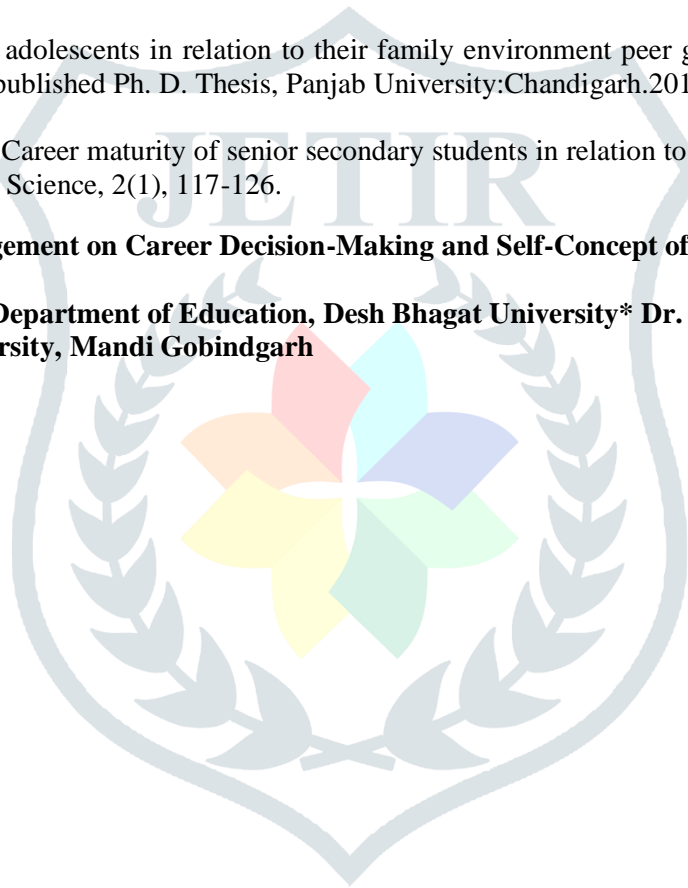 adolescents in relation to their family environment peer g
published Ph. D. Thesis, Panjab University:Chandigarh.201
Career maturity of senior secondary students in relation to
Science, 2(1), 117-126.
JETIR
gement on Career Decision-Making and Self-Concept of
Department of Education, Desh Bhagat University* Dr.
rsity, Mandi Gobindgarh